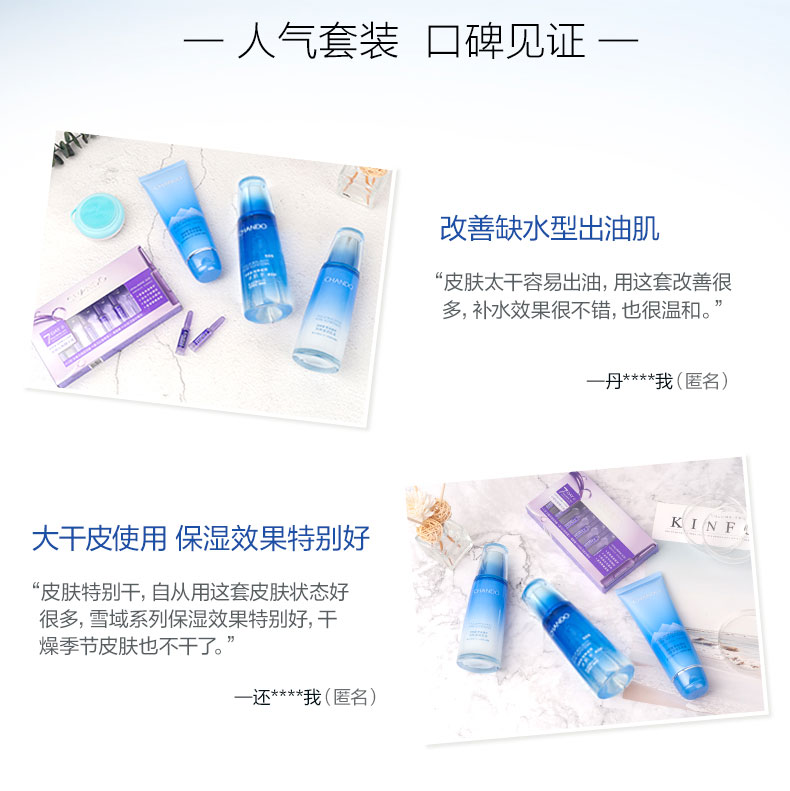 — 人气套装 口碑见证 —
CHANDO
CHANDO
改善缺水型出油肌
“皮肤太干容易出油，用这套改善很
多，补水效果很不错，也很温和。”
—丹****我（匿名）
大干皮使用 保湿效果特别好
“皮肤特别干，自从用这套皮肤状态好
很多，雪域系列保湿效果特别好，干
燥季节皮肤也不干了。”
—还****我（匿名）
KINF
CHANDO
CHANDO